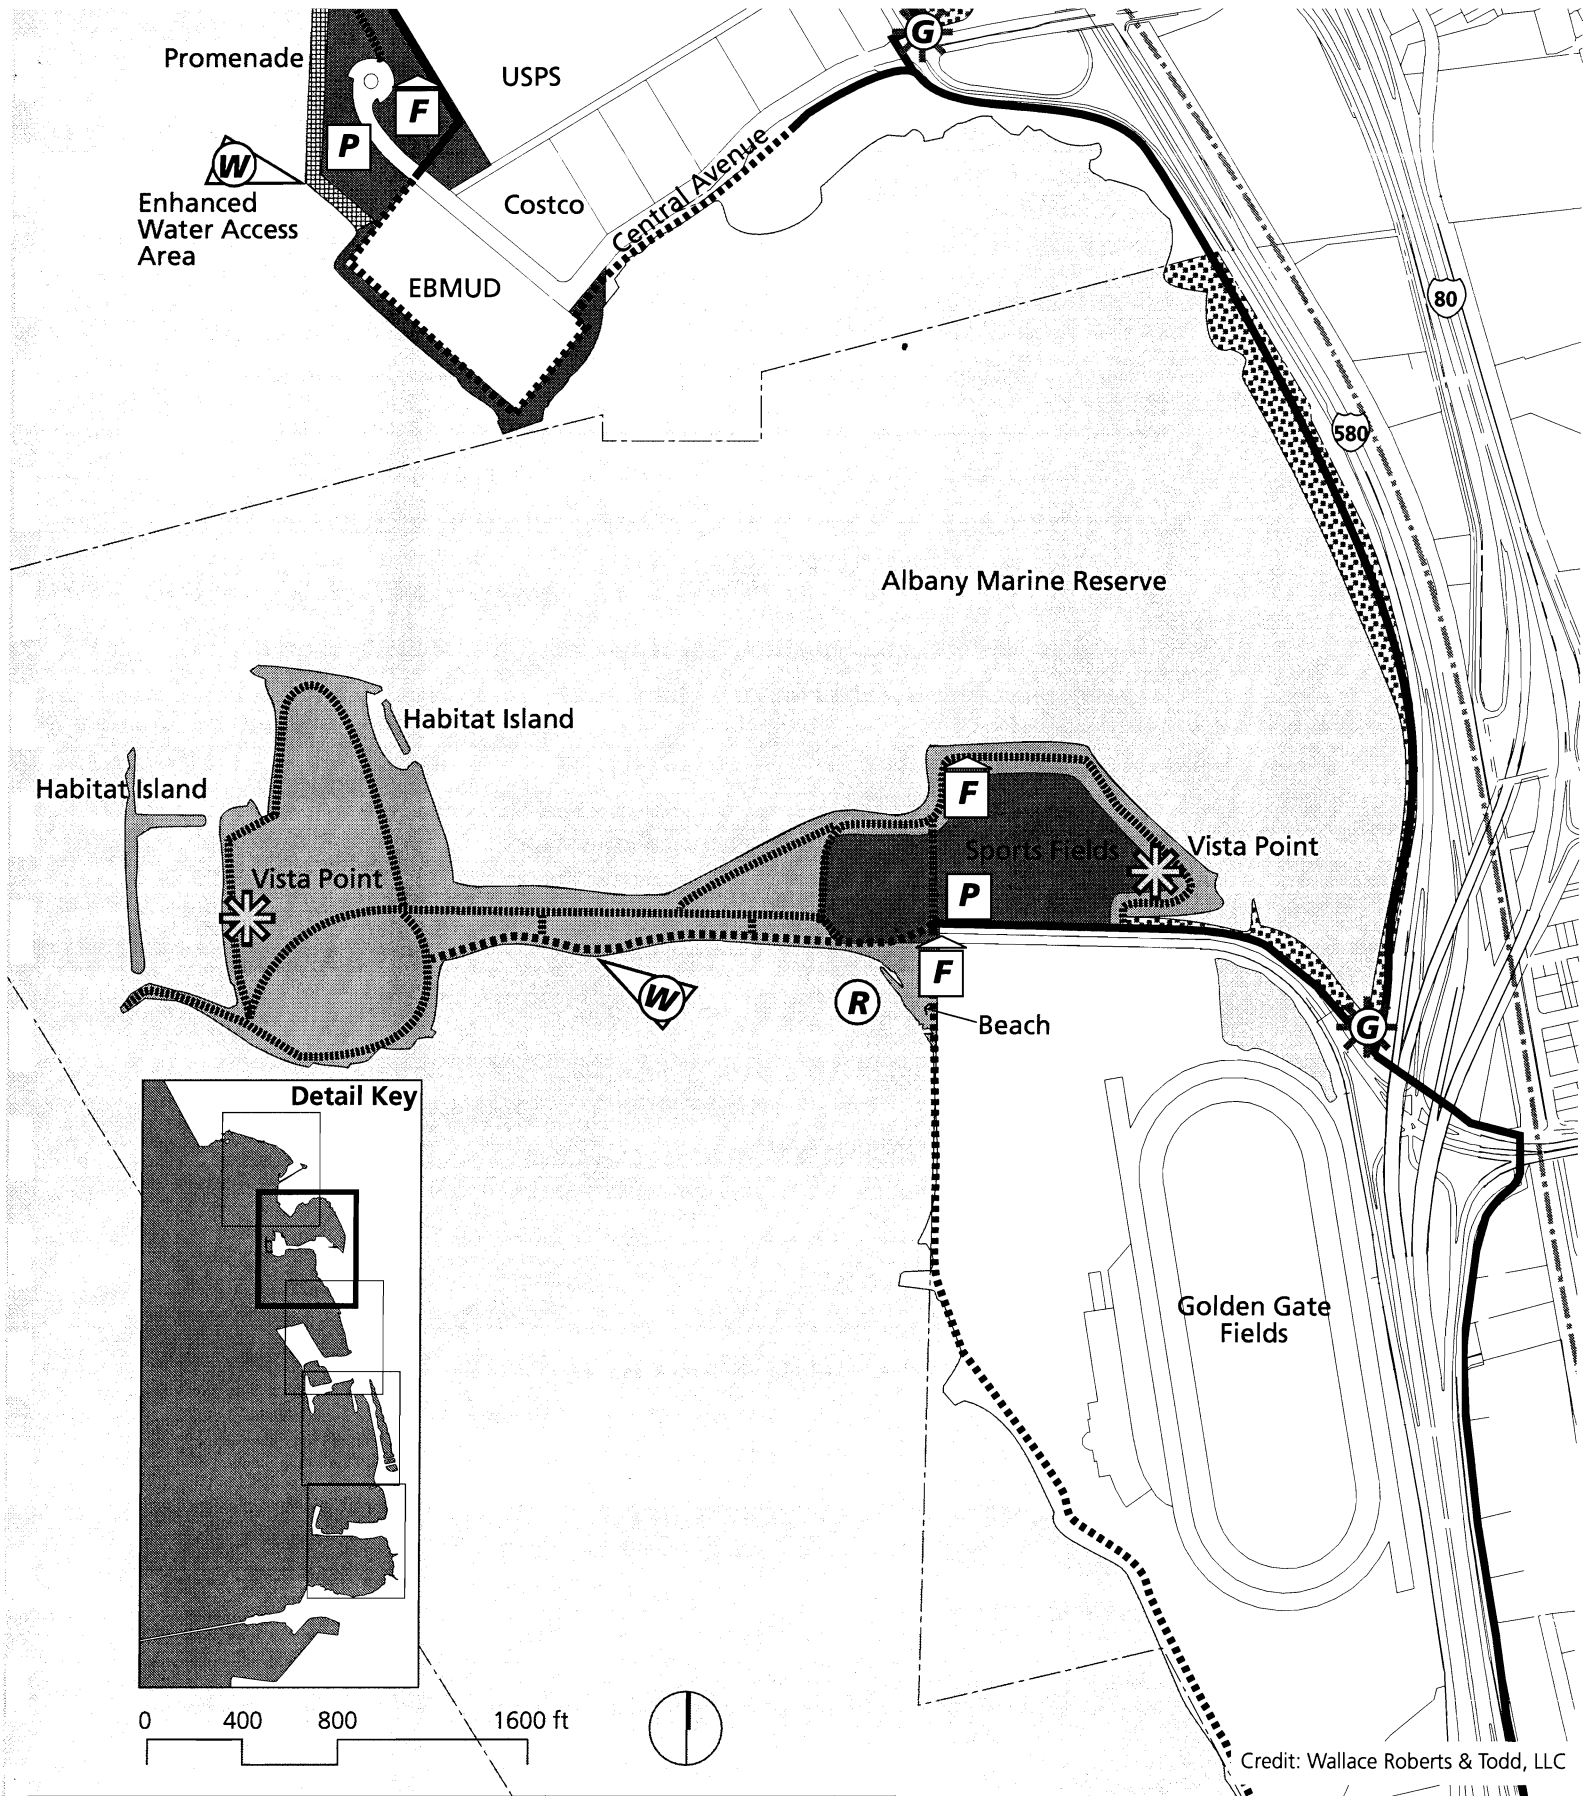 G
Promenade
USPS
F
P
W
Enhanced
Water Access
Area
Costco
Central Avenue
EBMUD
80
580
Albany Marine Reserve
Habitat Island
Habitat Island
F
Sports Fields
Vista Point
Vista Point
P
W
R
F
G
Beach
Detail Key
Golden Gate
Fields
0 400 800 1600 ft
Credit: Wallace Roberts & Todd, LLC